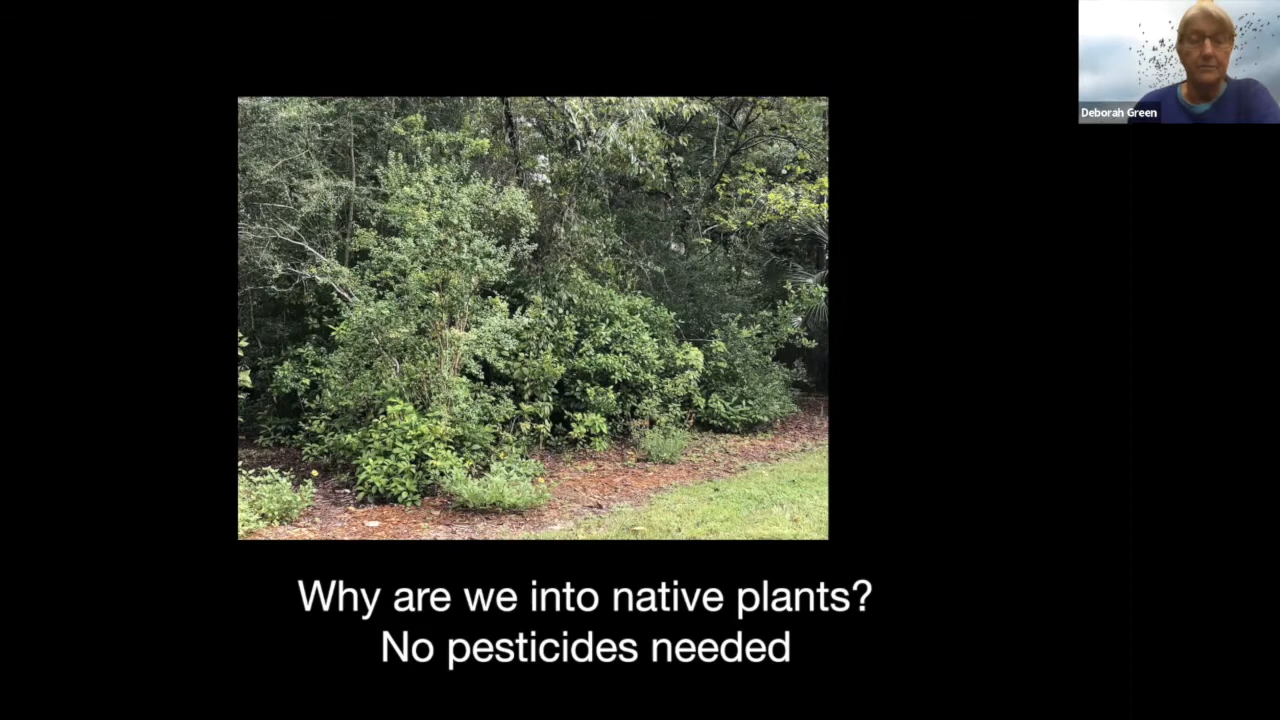 Deborah Green
Why are we into native plants?
No pesticides needed